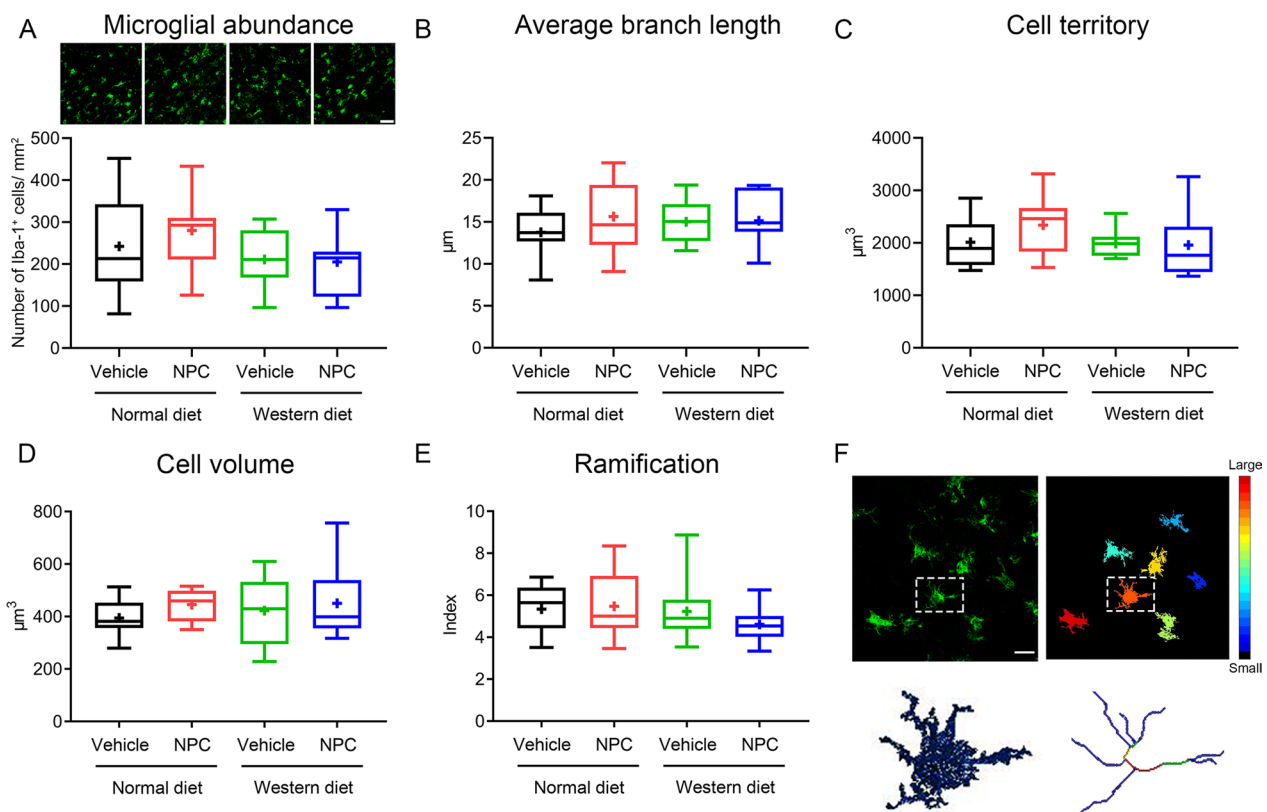 A
Microglial abundance
Number of Iba-1⁺ cells/ mm²
500
400
300
200
100
0
Vehicle NPC Vehicle NPC
Normal diet Western diet
B
Average branch length
µm
25
20
15
10
5
0
Vehicle NPC Vehicle NPC
Normal diet Western diet
C
Cell territory
µm³
4000
3000
2000
1000
0
Vehicle NPC Vehicle NPC
Normal diet Western diet
D
Cell volume
µm³
800
600
400
200
0
Vehicle NPC Vehicle NPC
Normal diet Western diet
E
Ramification
Index
10
8
6
4
2
0
Vehicle NPC Vehicle NPC
Normal diet Western diet
F
Large
Small